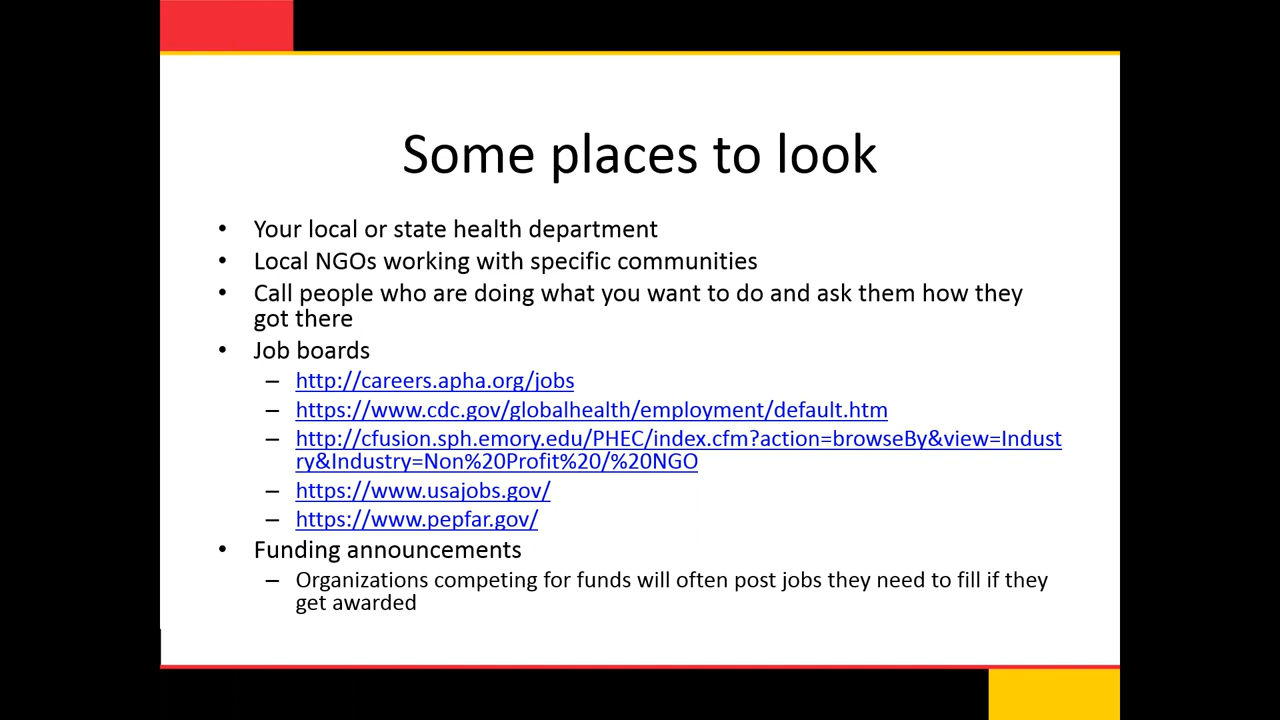 Some places to look
• Your local or state health department
• Local NGOs working with specific communities
• Call people who are doing what you want to do and ask them how they
got there
• Job boards
– http://careers.apha.org/jobs
– https://www.cdc.gov/globalhealth/employment/default.htm
– http://cfusion.sph.emory.edu/PHEC/index.cfm?action=browseBy&view=Indust
ry&Industry=Non%20Profit%20/%20NGO
– https://www.usajobs.gov/
– https://www.pepfar.gov/
• Funding announcements
– Organizations competing for funds will often post jobs they need to fill if they
get awarded